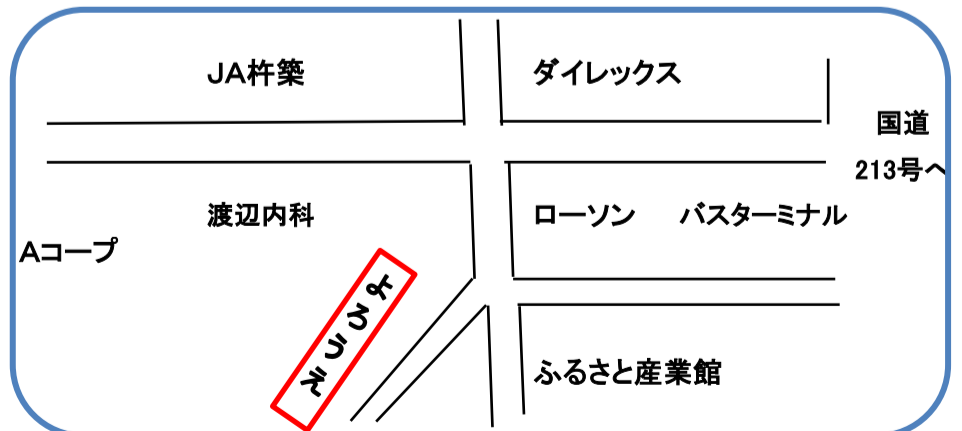 JA杵築
ダイレックス
国道
213号へ
渡辺内科
ローソン
バスターミナル
Aコープ
よろうえ
ふるさと産業館